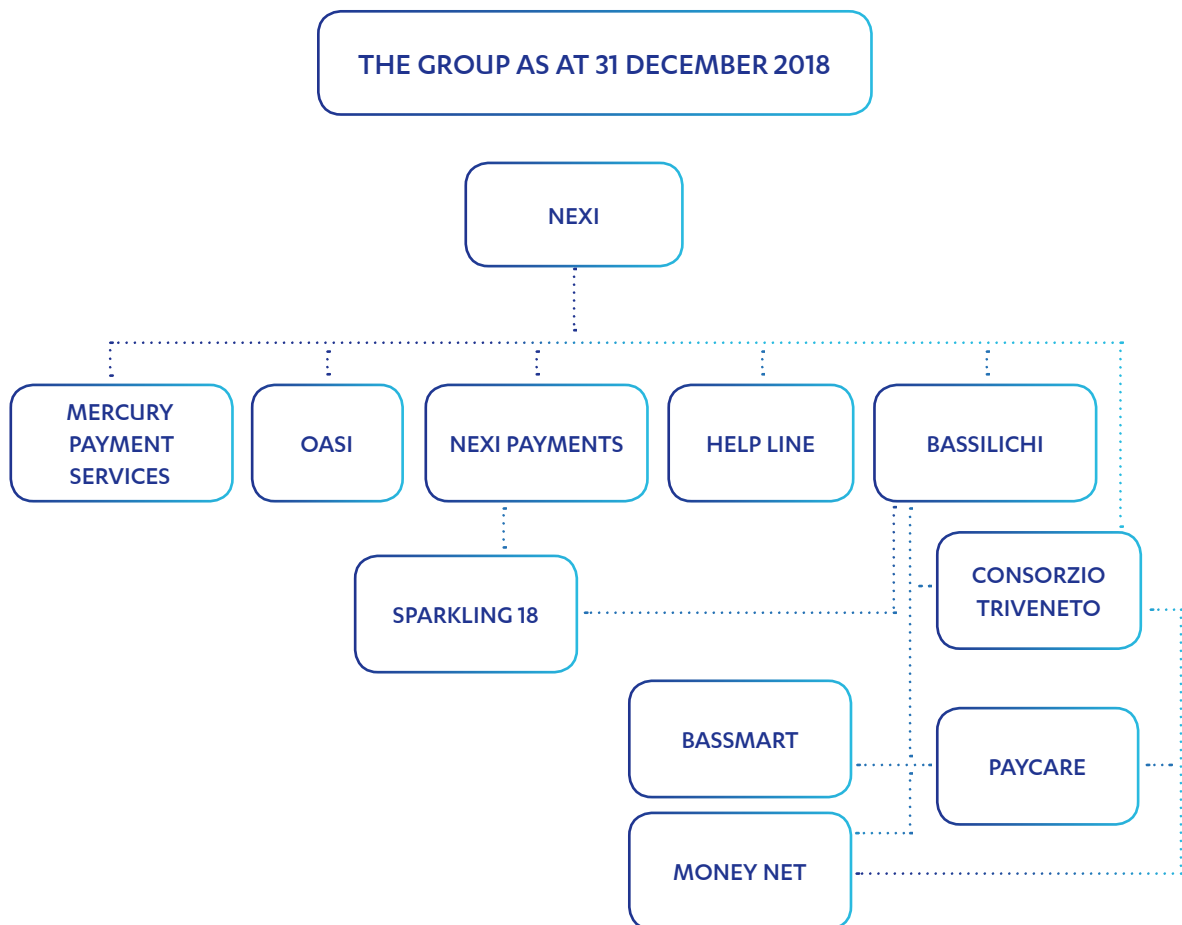 THE GROUP AS AT 31 DECEMBER 2018
NEXI
MERCURY
PAYMENT
SERVICES
OASI
NEXI PAYMENTS
HELP LINE
BASSILICHI
SPARKLING 18
CONSORZIO
TRIVENETO
BASSMART
PAYCARE
MONEY NET